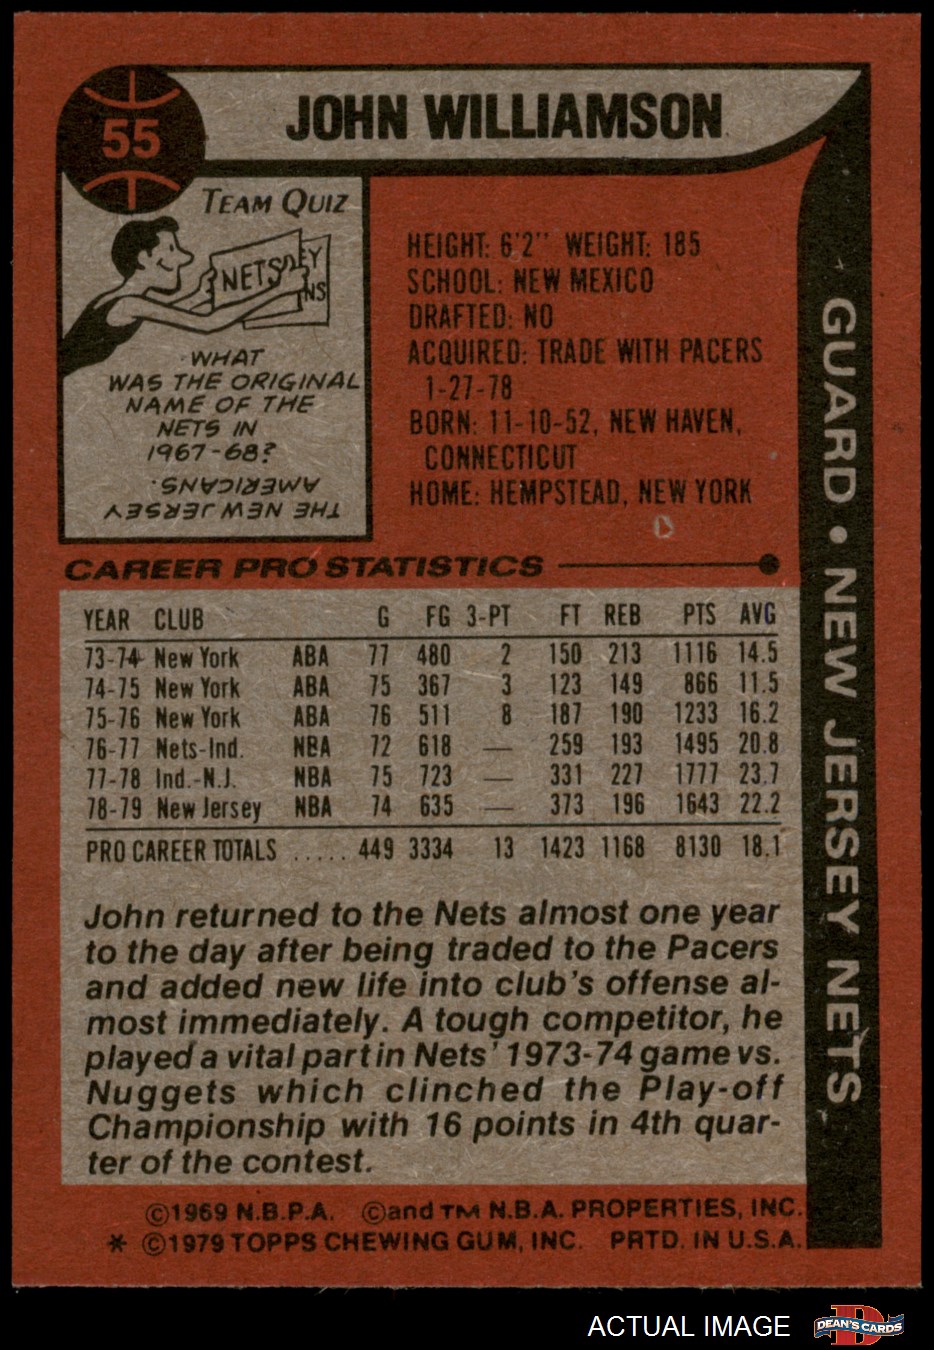 55
JOHN WILLIAMSON
TEAM QUIZ
NETS
EY
NS
WHAT
WAS THE ORIGINAL
NAME OF THE
NETS IN
1967-68?
THE NEW JERSEY
AMERICANS.
HEIGHT: 6'2" WEIGHT: 185
SCHOOL: NEW MEXICO
DRAFTED: NO
ACQUIRED: TRADE WITH PACERS
1-27-78
BORN: 11-10-52, NEW HAVEN,
CONNECTICUT
HOME: HEMPSTEAD, NEW YORK
GUARD • NEW JERSEY NETS
CAREER PRO STATISTICS
YEAR CLUB G FG 3-PT FT REB PTS AVG
73-74 New York ABA 77 480 2 150 213 1116 14.5
74-75 New York ABA 75 367 3 123 149 866 11.5
75-76 New York ABA 76 511 8 187 190 1233 16.2
76-77 Nets-Ind. NBA 72 618 — 259 193 1495 20.8
77-78 Ind.-N.J. NBA 75 723 — 331 227 1777 23.7
78-79 New Jersey NBA 74 635 — 373 196 1643 22.2
PRO CAREER TOTALS ..... 449 3334 13 1423 1168 8130 18.1
John returned to the Nets almost one year
to the day after being traded to the Pacers
and added new life into club's offense al-
most immediately. A tough competitor, he
played a vital part in Nets' 1973-74 game vs.
Nuggets which clinched the Play-off
Championship with 16 points in 4th quar-
ter of the contest.
©1969 N.B.P.A. ©and TM N.B.A. PROPERTIES, INC.
* ©1979 TOPPS CHEWING GUM, INC. PRTD. IN U.S.A.
ACTUAL IMAGE
D
DEAN'S CARDS